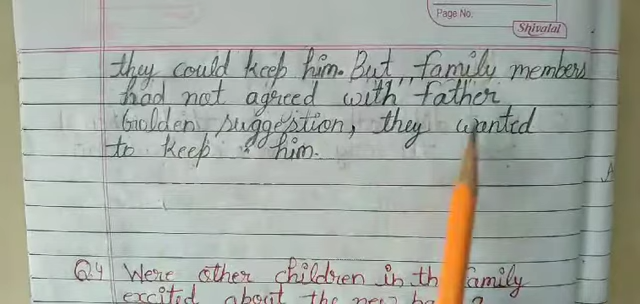 Page No.
Shivalal
they could keep him. But, family members
had not agreed with father
Golden suggestion, they wanted
to keep him.
Q.4 Were other children in the family
excited about the new